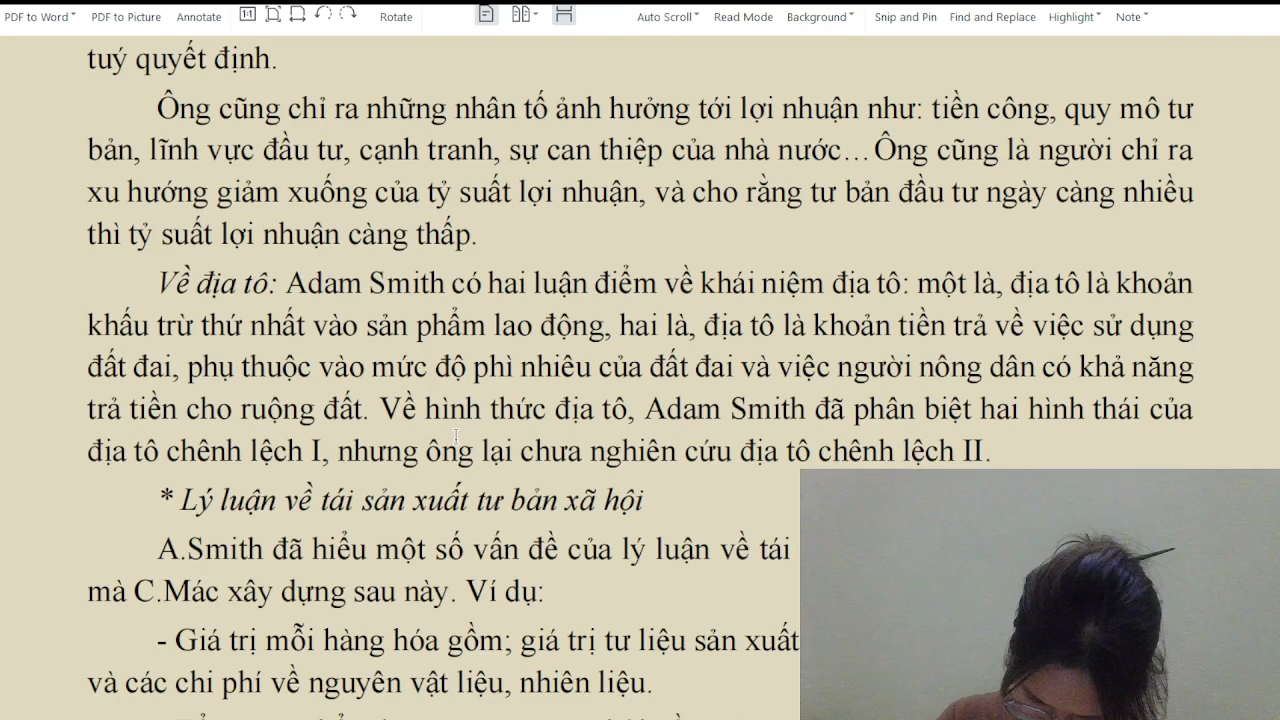 PDF to Word PDF to Picture Annotate 1:1 Rotate Auto Scroll Read Mode Background Snip and Pin Find and Replace Highlight Note
tuý quyết định.
Ông cũng chỉ ra những nhân tố ảnh hưởng tới lợi nhuận như: tiền công, quy mô tư
bản, lĩnh vực đầu tư, cạnh tranh, sự can thiệp của nhà nước…Ông cũng là người chỉ ra
xu hướng giảm xuống của tỷ suất lợi nhuận, và cho rằng tư bản đầu tư ngày càng nhiều
thì tỷ suất lợi nhuận càng thấp.
Về địa tô: Adam Smith có hai luận điểm về khái niệm địa tô: một là, địa tô là khoản
khấu trừ thứ nhất vào sản phẩm lao động, hai là, địa tô là khoản tiền trả về việc sử dụng
đất đai, phụ thuộc vào mức độ phì nhiêu của đất đai và việc người nông dân có khả năng
trả tiền cho ruộng đất. Về hình thức địa tô, Adam Smith đã phân biệt hai hình thái của
địa tô chênh lệch I, nhưng ông lại chưa nghiên cứu địa tô chênh lệch II.
* Lý luận về tái sản xuất tư bản xã hội
A.Smith đã hiểu một số vấn đề của lý luận về tái
mà C.Mác xây dựng sau này. Ví dụ:
- Giá trị mỗi hàng hóa gồm; giá trị tư liệu sản xuất
và các chi phí về nguyên vật liệu, nhiên liệu.